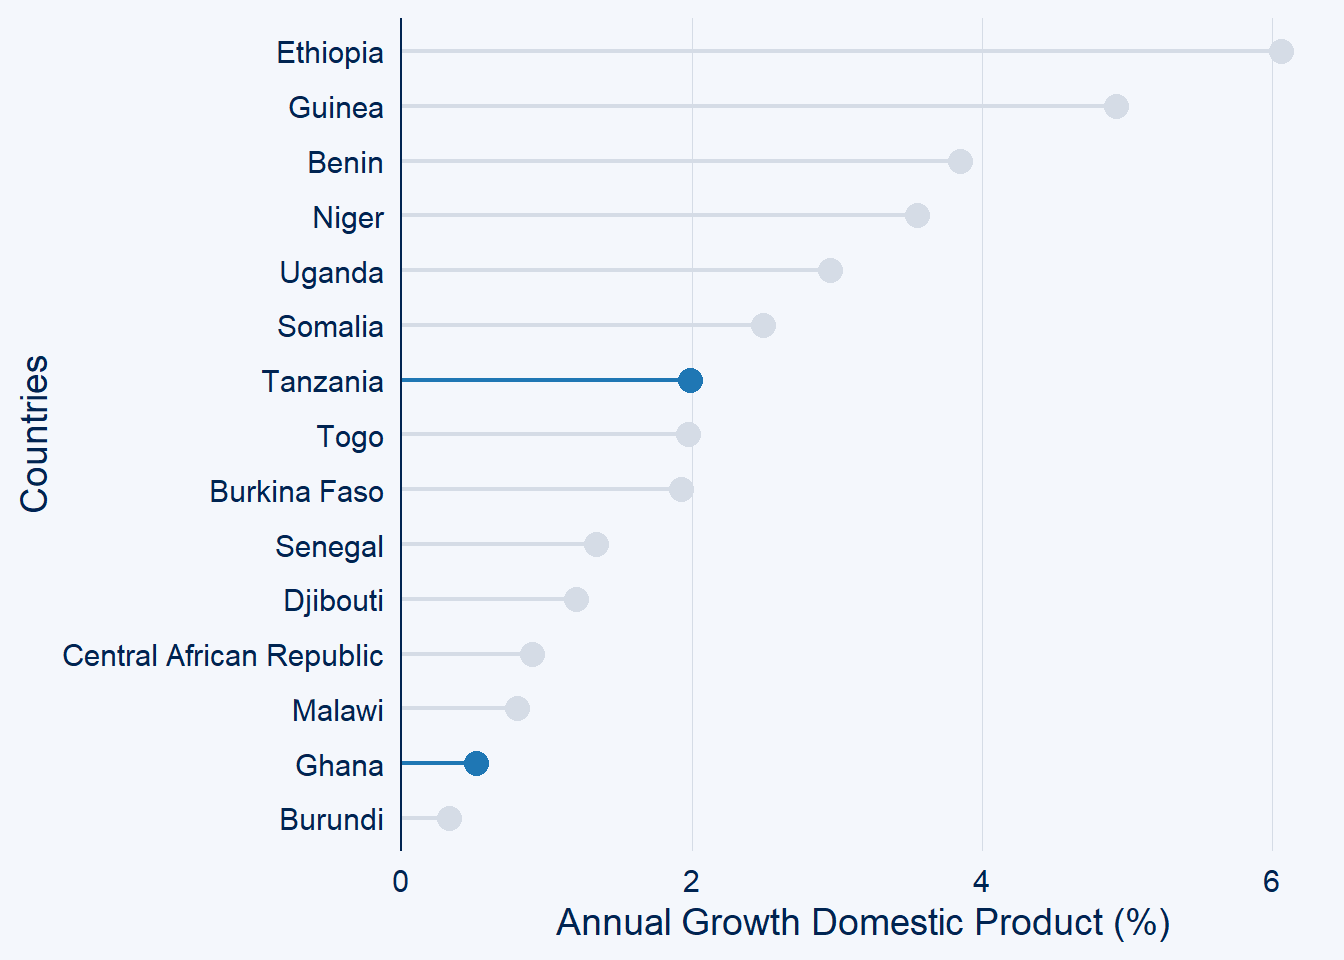 Countries
Ethiopia
Guinea
Benin
Niger
Uganda
Somalia
Tanzania
Togo
Burkina Faso
Senegal
Djibouti
Central African Republic
Malawi
Ghana
Burundi
0 2 4 6
Annual Growth Domestic Product (%)